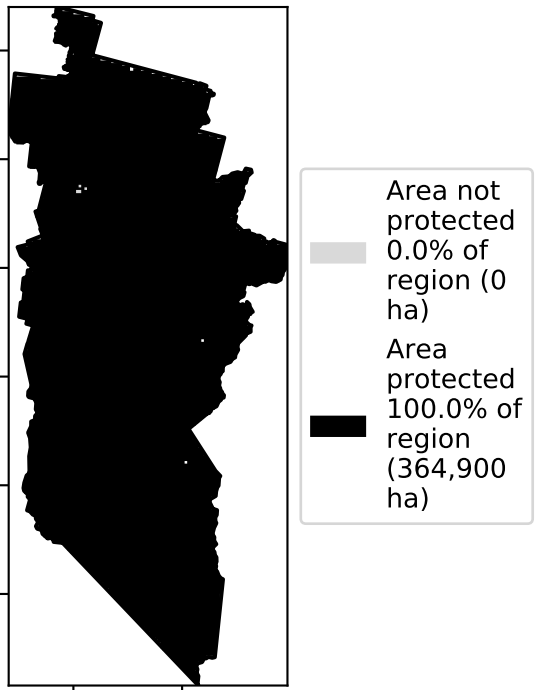 Area not
protected
0.0% of
region (0
ha)
Area
protected
100.0% of
region
(364,900
ha)